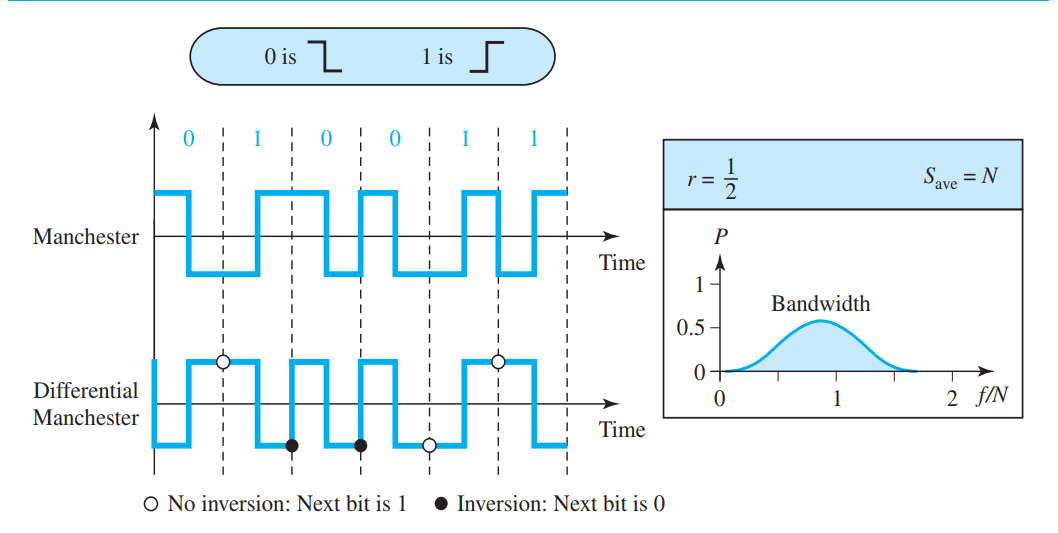 0 is 1 is
0 1 0 0 1 1
Manchester
Time
Differential
Manchester
Time
No inversion: Next bit is 1 Inversion: Next bit is 0
r = 1/2 Save = N
P
1
Bandwidth
0.5
0
0 1 2 f/N